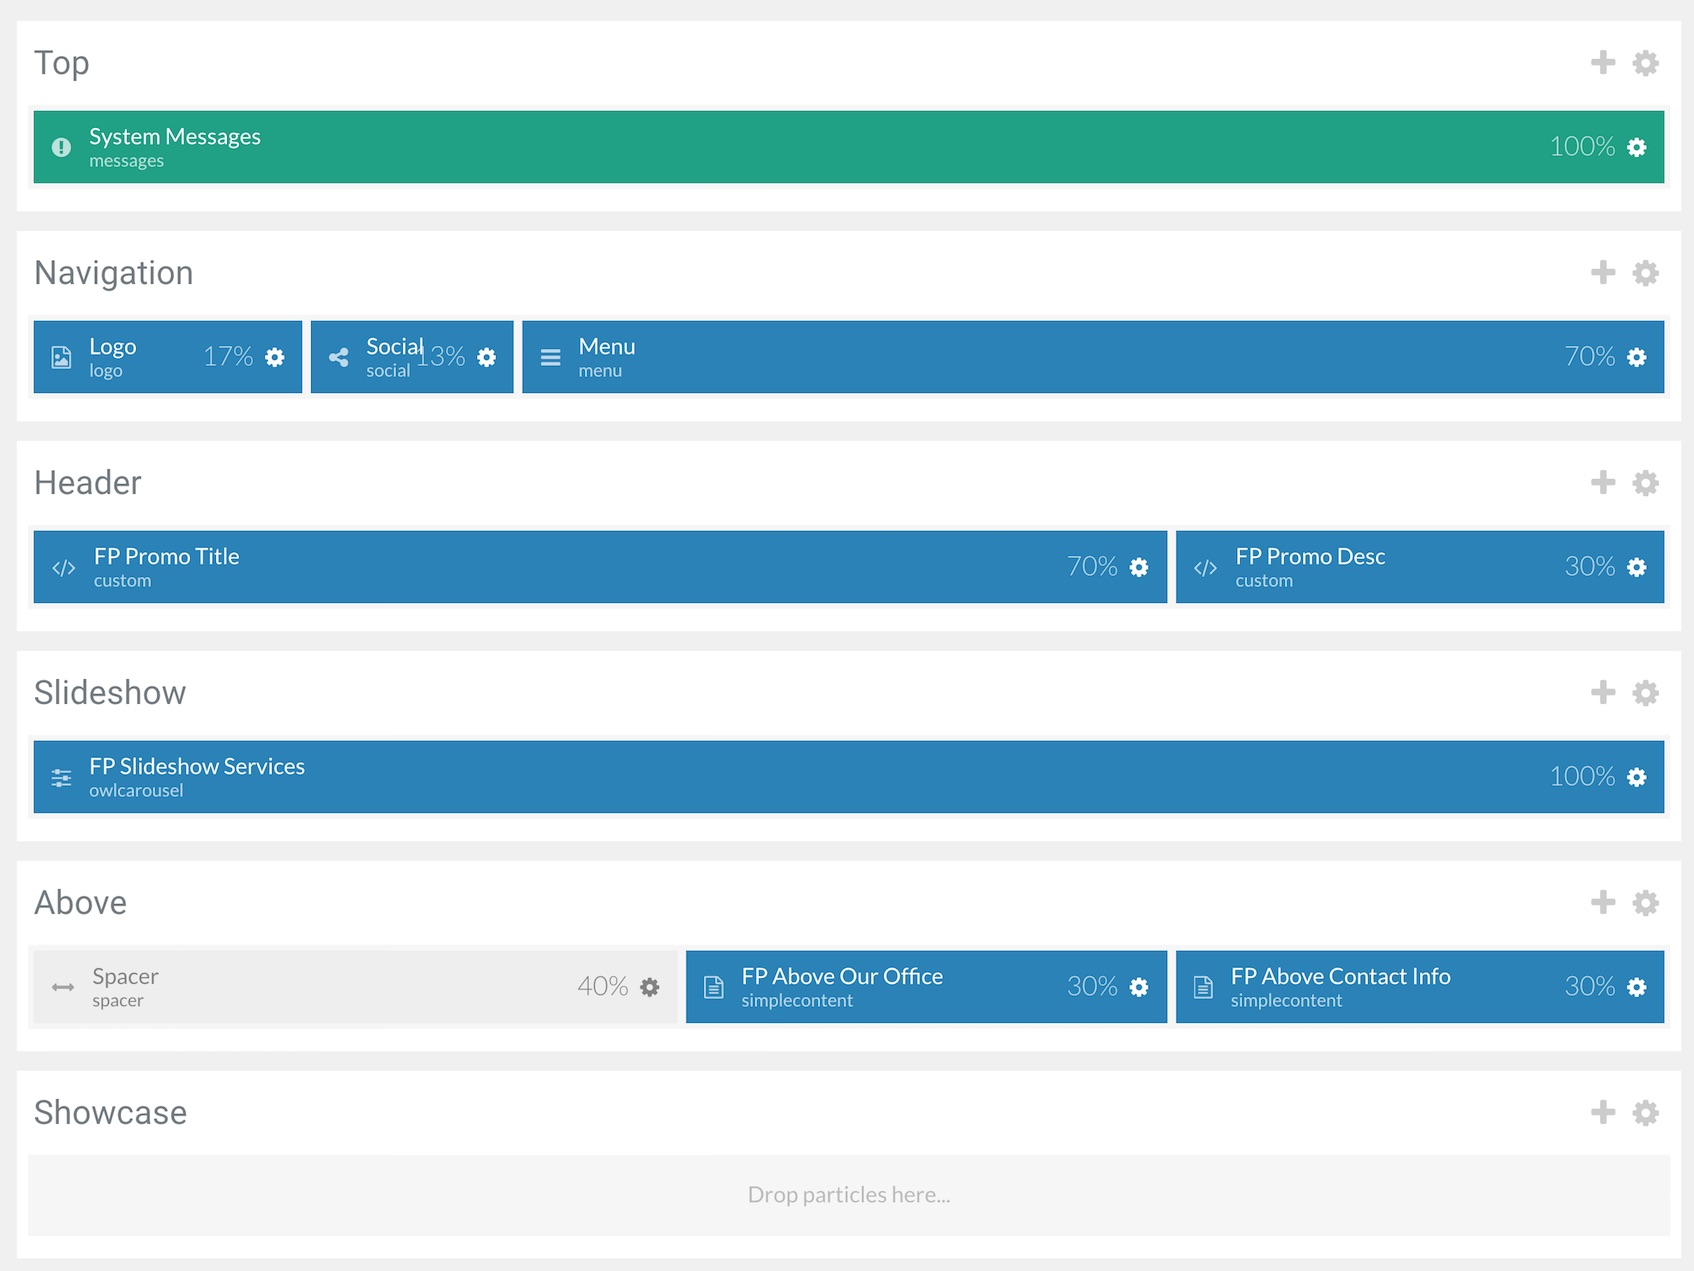 Top
System Messages
messages
100%
Navigation
Logo
logo
17%
Social
social
13%
Menu
menu
70%
Header
FP Promo Title
custom
70%
FP Promo Desc
custom
30%
Slideshow
FP Slideshow Services
owlcarousel
100%
Above
Spacer
spacer
40%
FP Above Our Office
simplecontent
30%
FP Above Contact Info
simplecontent
30%
Showcase
Drop particles here...